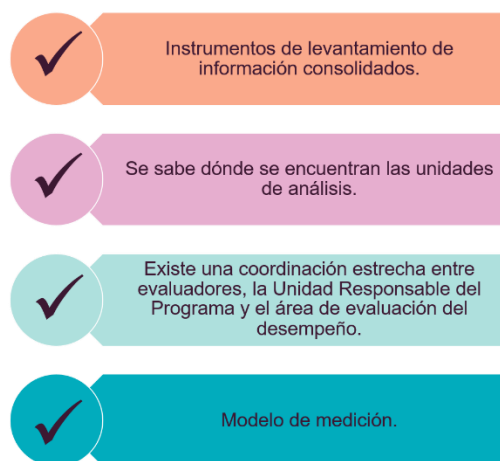 Instrumentos de levantamiento de
información consolidados.
Se sabe dónde se encuentran las unidades
de análisis.
Existe una coordinación estrecha entre
evaluadores, la Unidad Responsable del
Programa y el área de evaluación del
desempeño.
Modelo de medición.